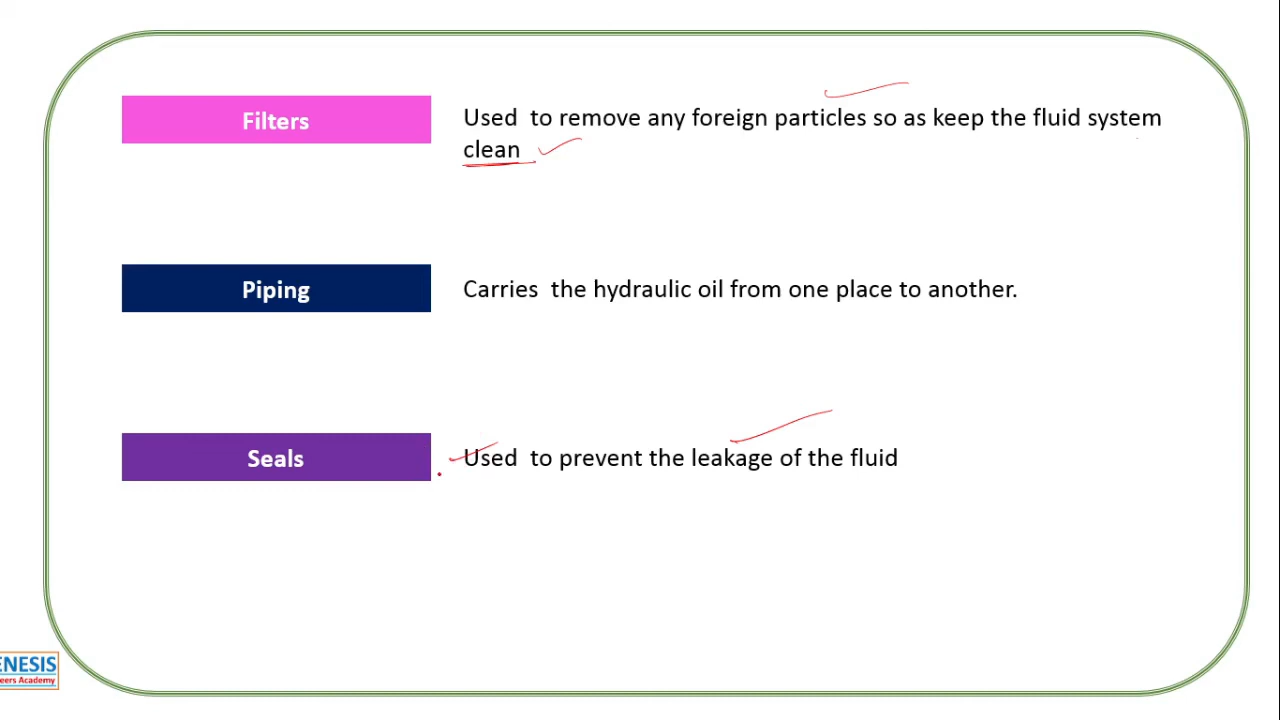 Filters
Used to remove any foreign particles so as keep the fluid system
clean
Piping
Carries the hydraulic oil from one place to another.
Seals
Used to prevent the leakage of the fluid
ENESIS
eers Academy